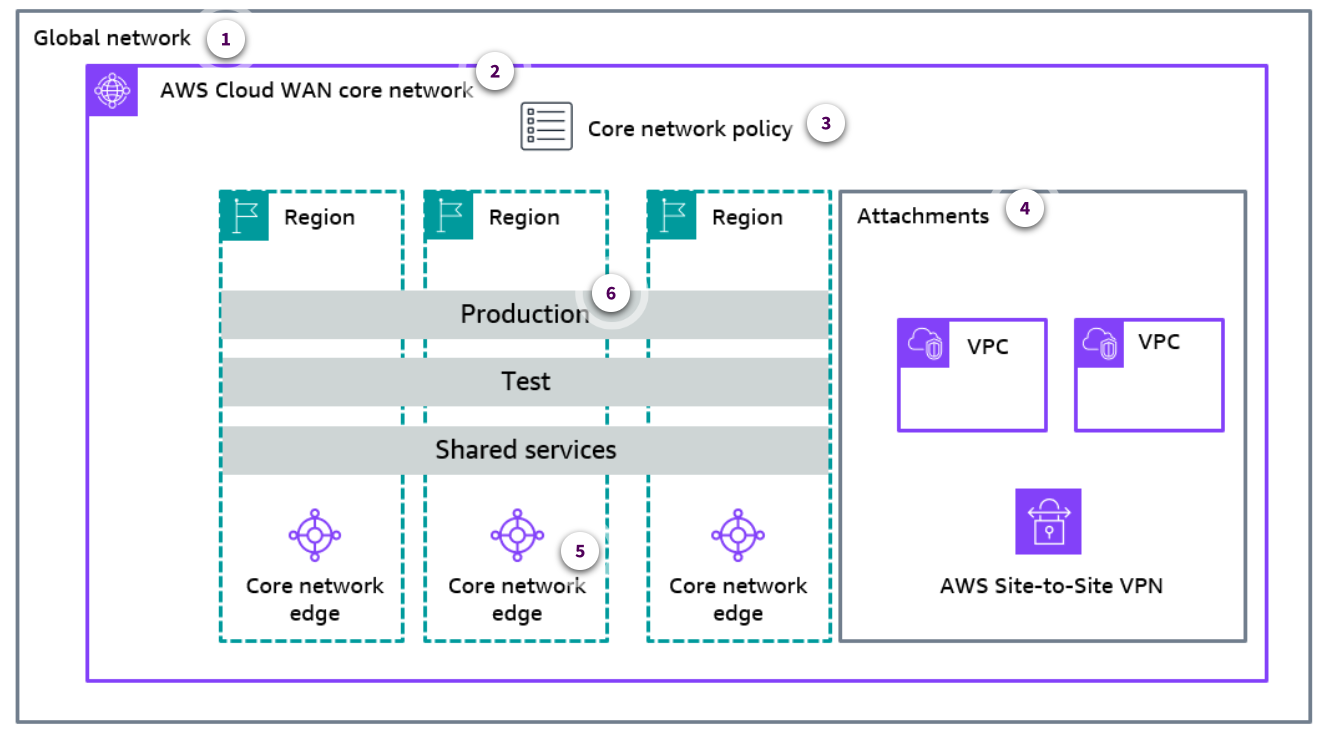 Global network
1
2
AWS Cloud WAN core network
Core network policy
3
Region
Region
Region
Attachments
4
6
Production
Test
Shared services
VPC
VPC
5
Core network
edge
Core network
edge
Core network
edge
AWS Site-to-Site VPN